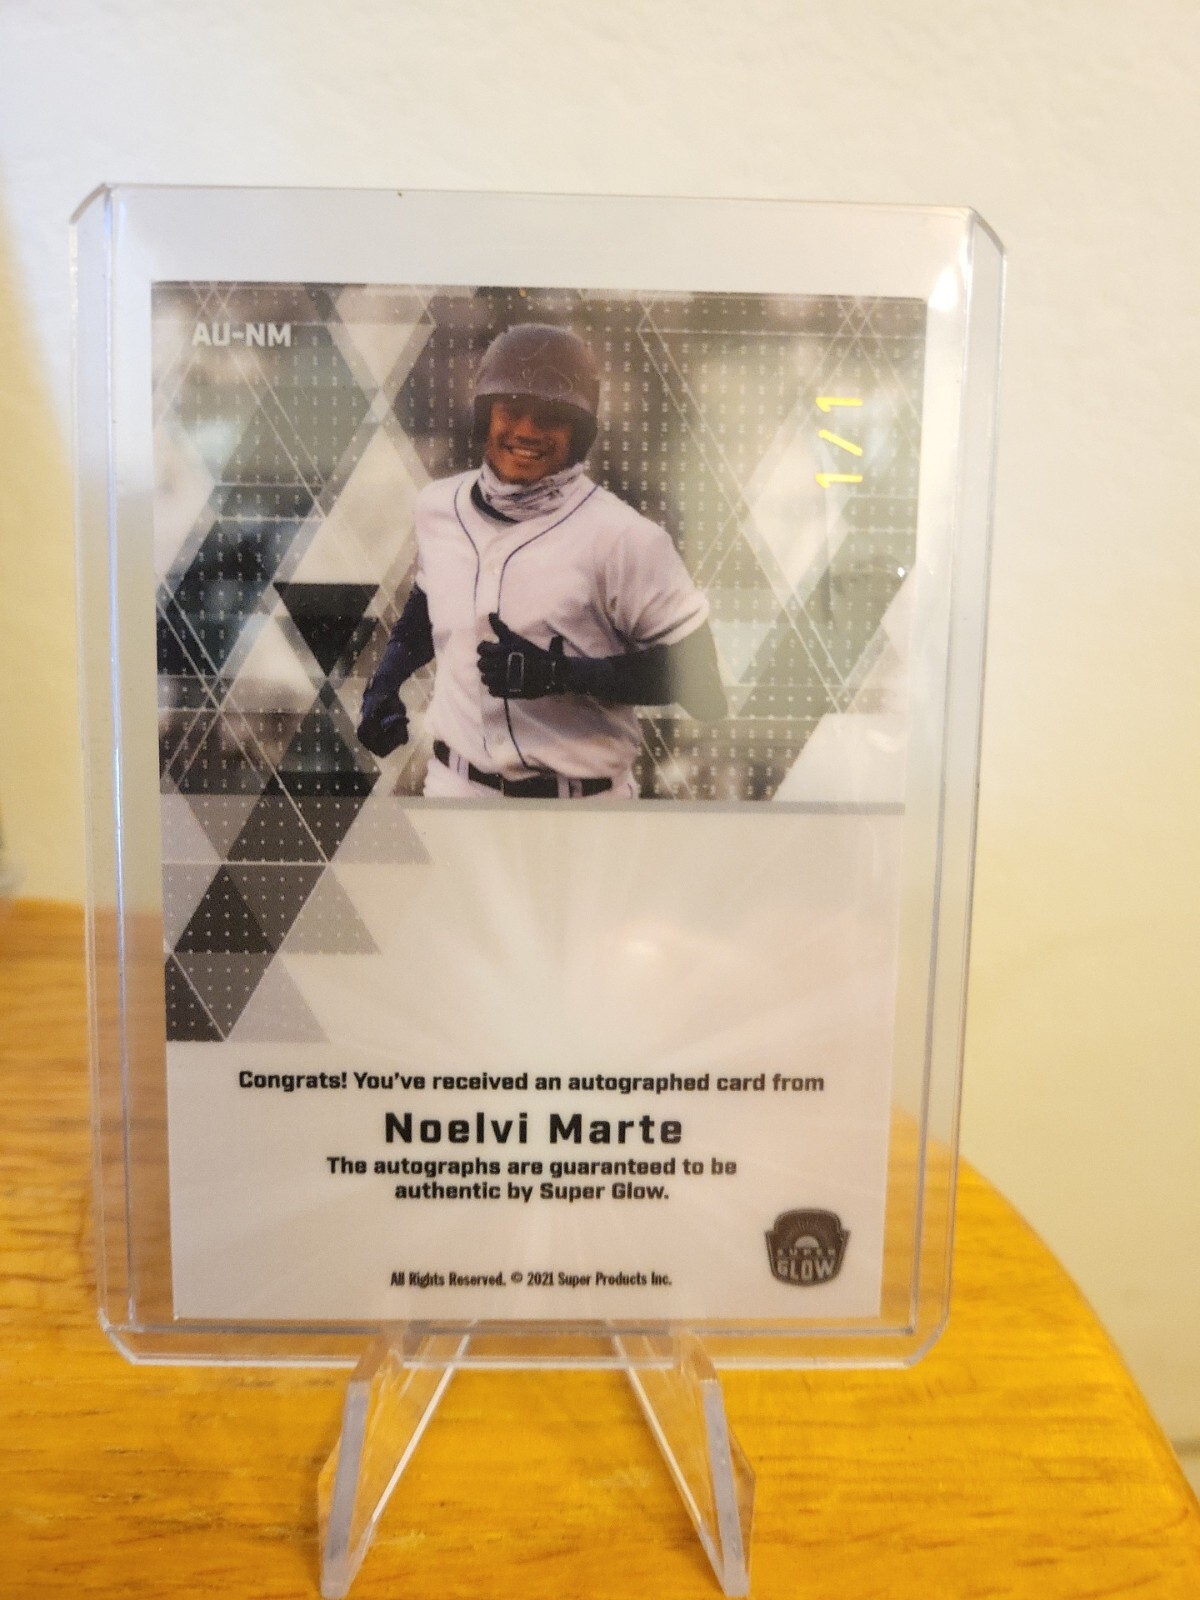 AU-NM
1/1
Congrats! You've received an autographed card from
Noelvi Marte
The autographs are guaranteed to be
authentic by Super Glow.
SUPER
GLOW
All Rights Reserved. © 2021 Super Products Inc.